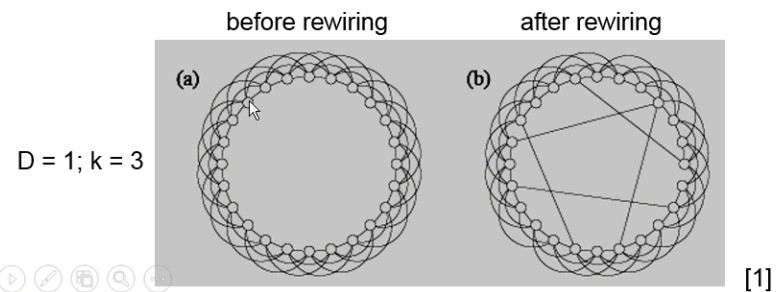 before rewiring
after rewiring
(a)
(b)
D = 1; k = 3
[1]